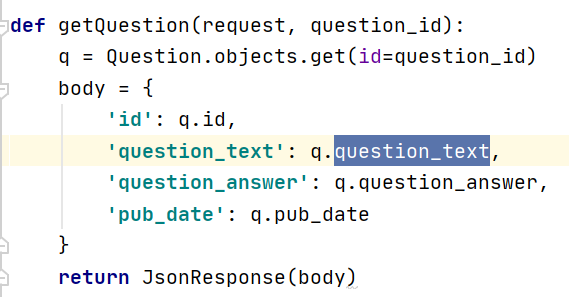 def getQuestion(request, question_id):
    q = Question.objects.get(id=question_id)
    body = {
        'id': q.id,
        'question_text': q.question_text,
        'question_answer': q.question_answer,
        'pub_date': q.pub_date
    }
    return JsonResponse(body)